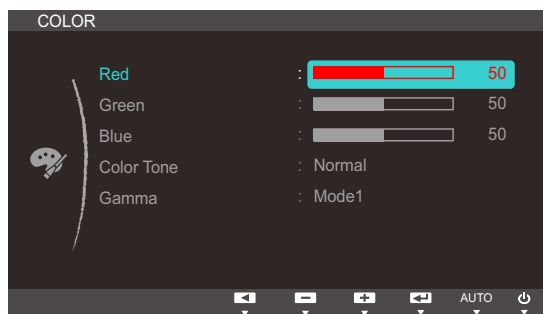 COLOR
Red : 50
Green : 50
Blue : 50
Color Tone : Normal
Gamma : Mode1
AUTO